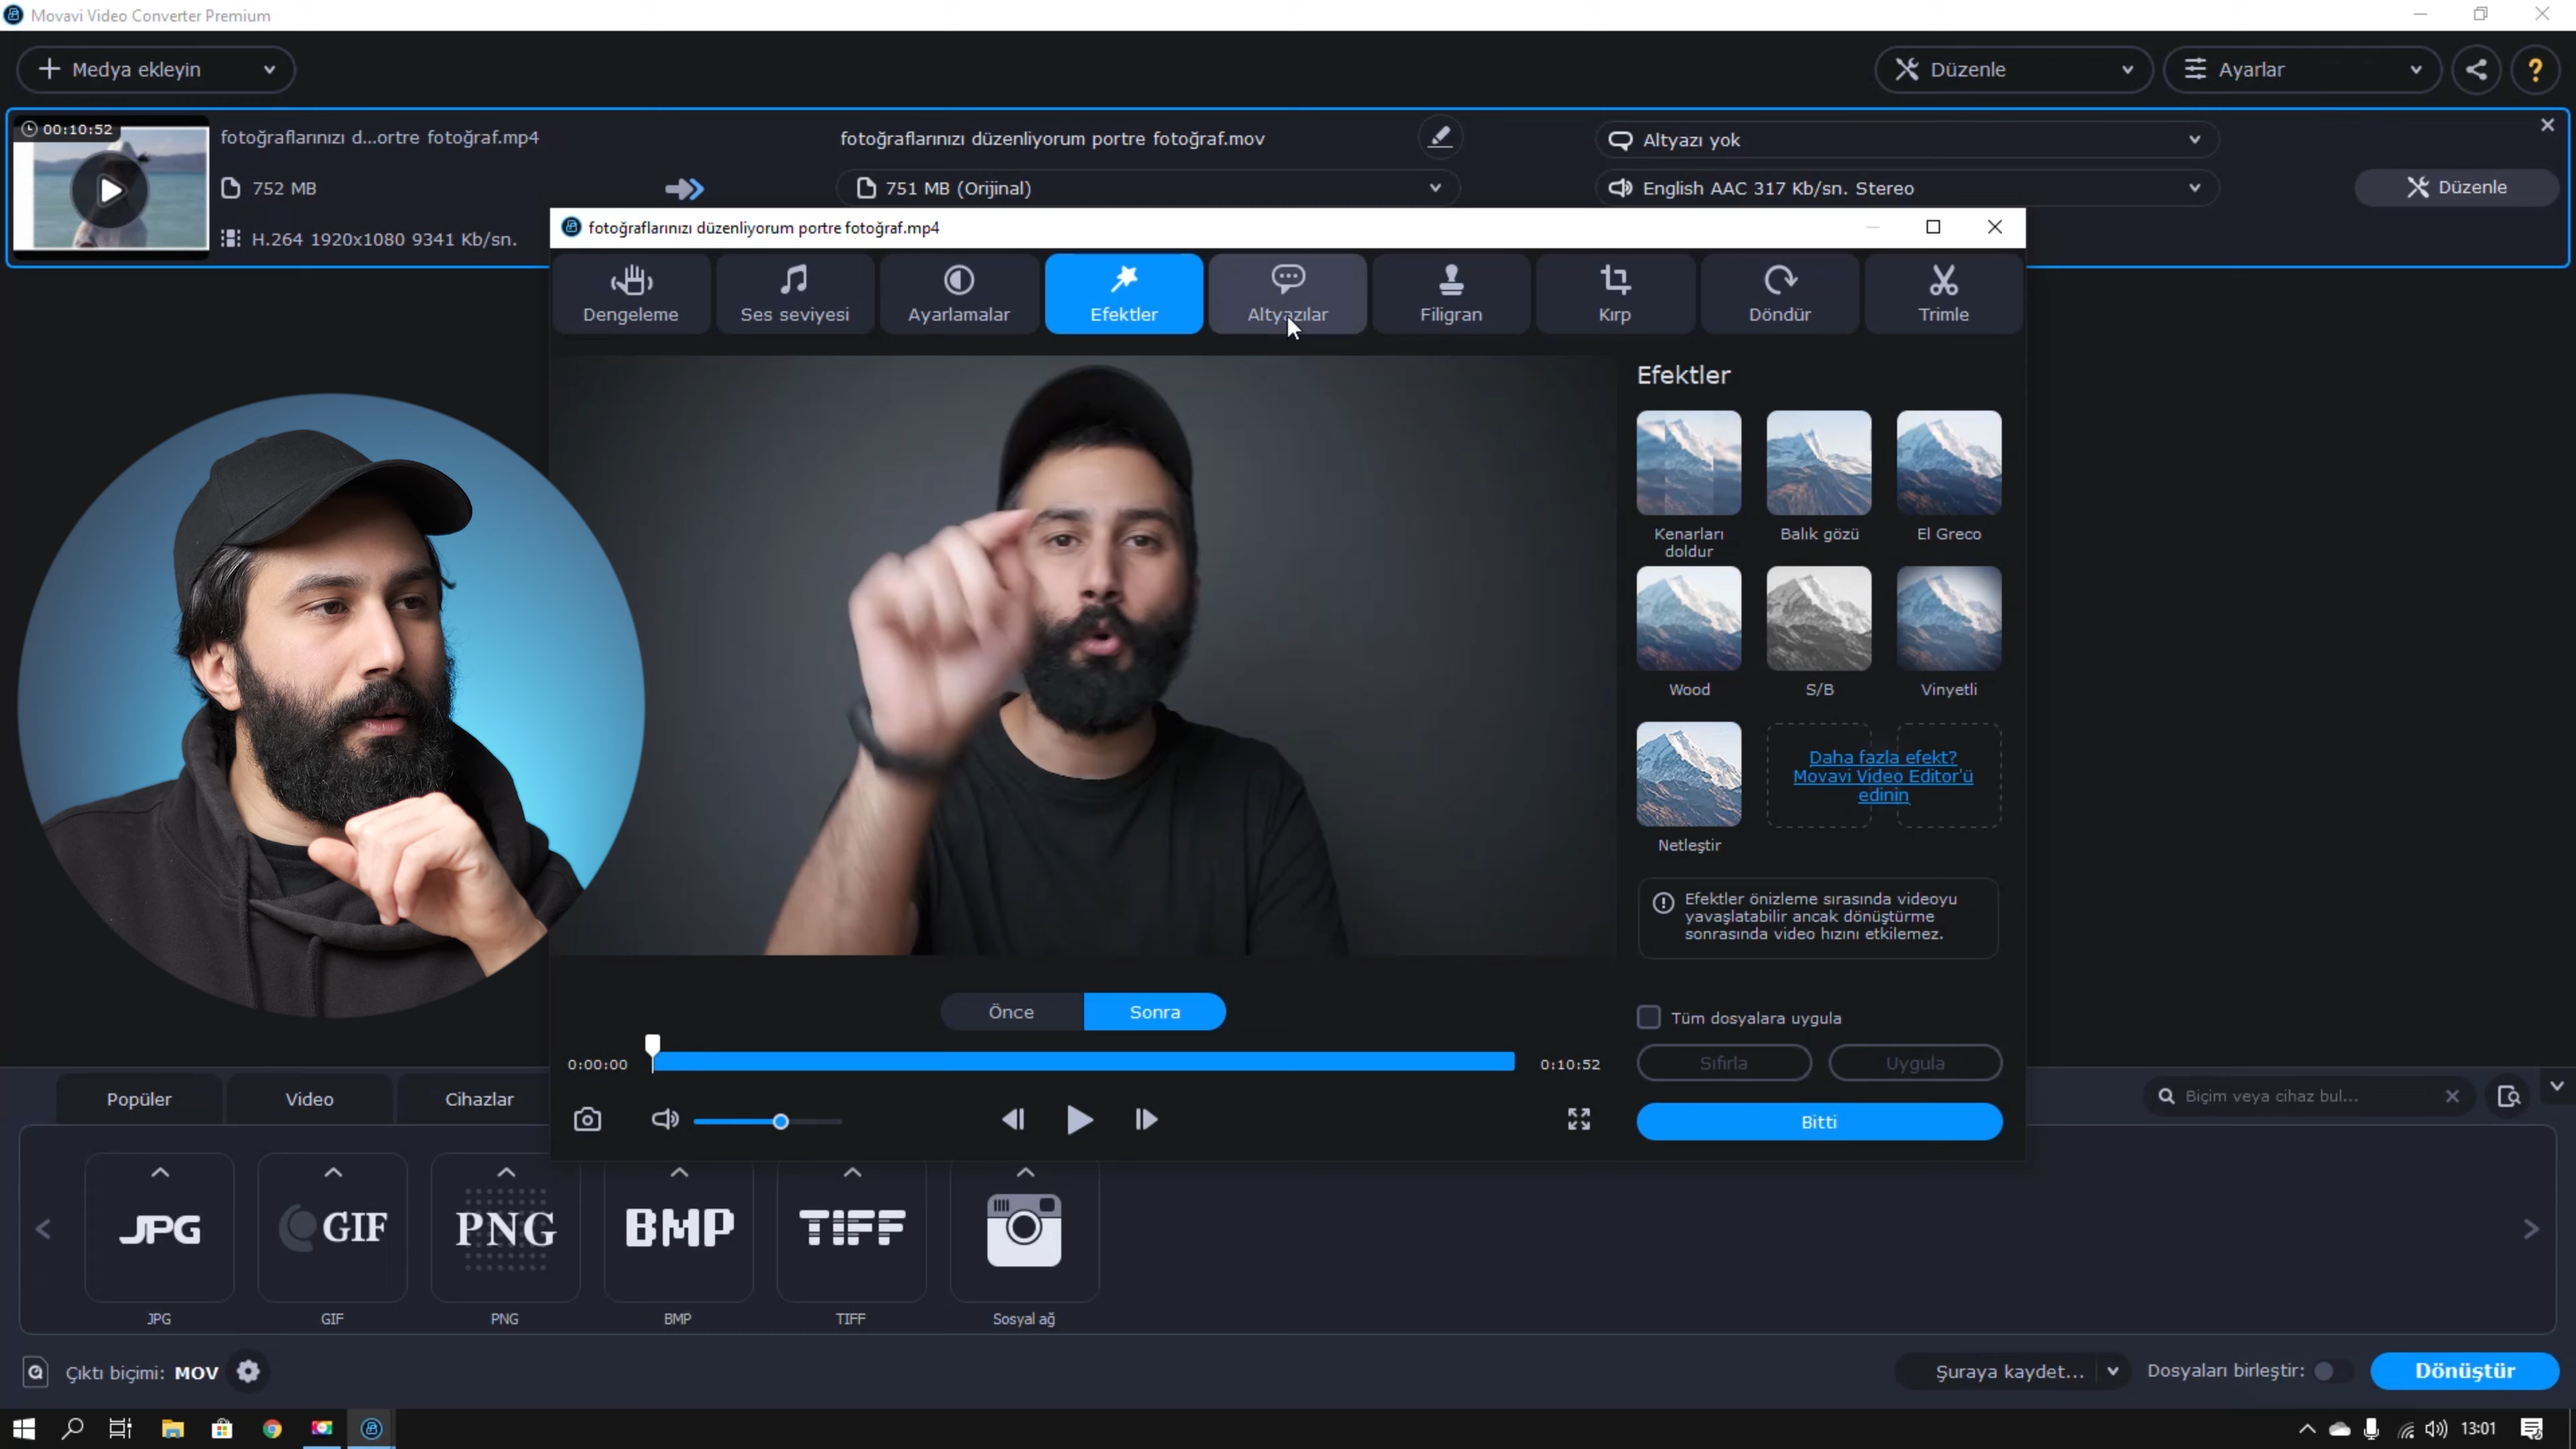 Movavi Video Converter Premium
Medya ekleyin
Düzenle
Ayarlar
?
00:10:52
fotoğraflarınızı d...ortre fotoğraf.mp4
752 MB
H.264 1920x1080 9341 Kb/sn.
fotoğraflarınızı düzenliyorum portre fotoğraf.mov
751 MB (Orijinal)
Altyazı yok
English AAC 317 Kb/sn. Stereo
Düzenle
fotoğraflarınızı düzenliyorum portre fotoğraf.mp4
Dengeleme
Ses seviyesi
Ayarlamalar
Efektler
Altyazılar
Filigran
Kırp
Döndür
Trimle
Efektler
Kenarları
doldur
Balık gözü
El Greco
Wood
S/B
Vinyetli
Netleştir
Daha fazla efekt?
Movavi Video Editor'ü
edinin
Efektler önizleme sırasında videoyu
yavaşlatabilir ancak dönüştürme
sonrasında video hızını etkilemez.
Önce
Sonra
0:00:00
0:10:52
Tüm dosyalara uygula
Sıfırla
Uygula
Bitti
Popüler
Video
Cihazlar
Biçim veya cihaz bul...
JPG
GIF
PNG
BMP
TIFF
JPG
GIF
PNG
BMP
TIFF
Sosyal ağ
Çıktı biçimi: MOV
Şuraya kaydet...
Dosyaları birleştir:
Dönüştür
13:01